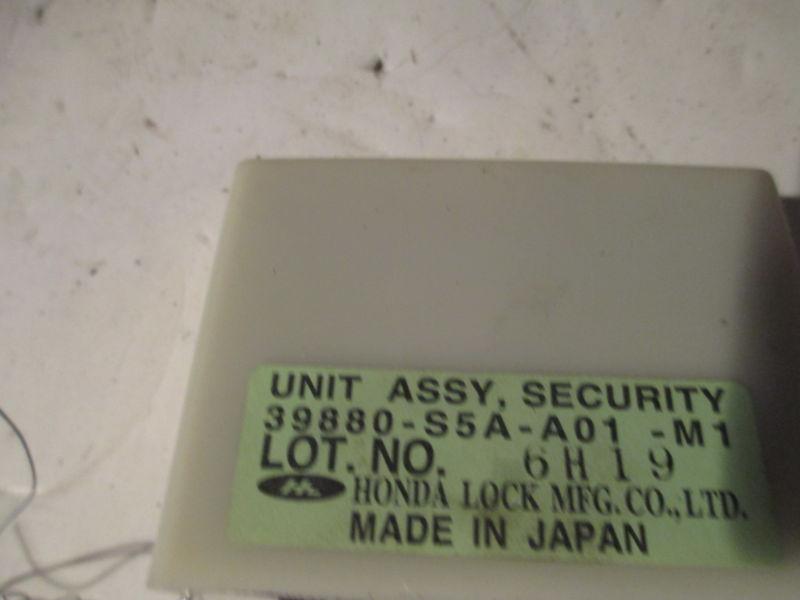 UNIT ASSY, SECURITY
39880-S5A-A01 -M1
LOT. NO. 6H19
HONDA LOCK MFG. CO., LTD.
MADE IN JAPAN